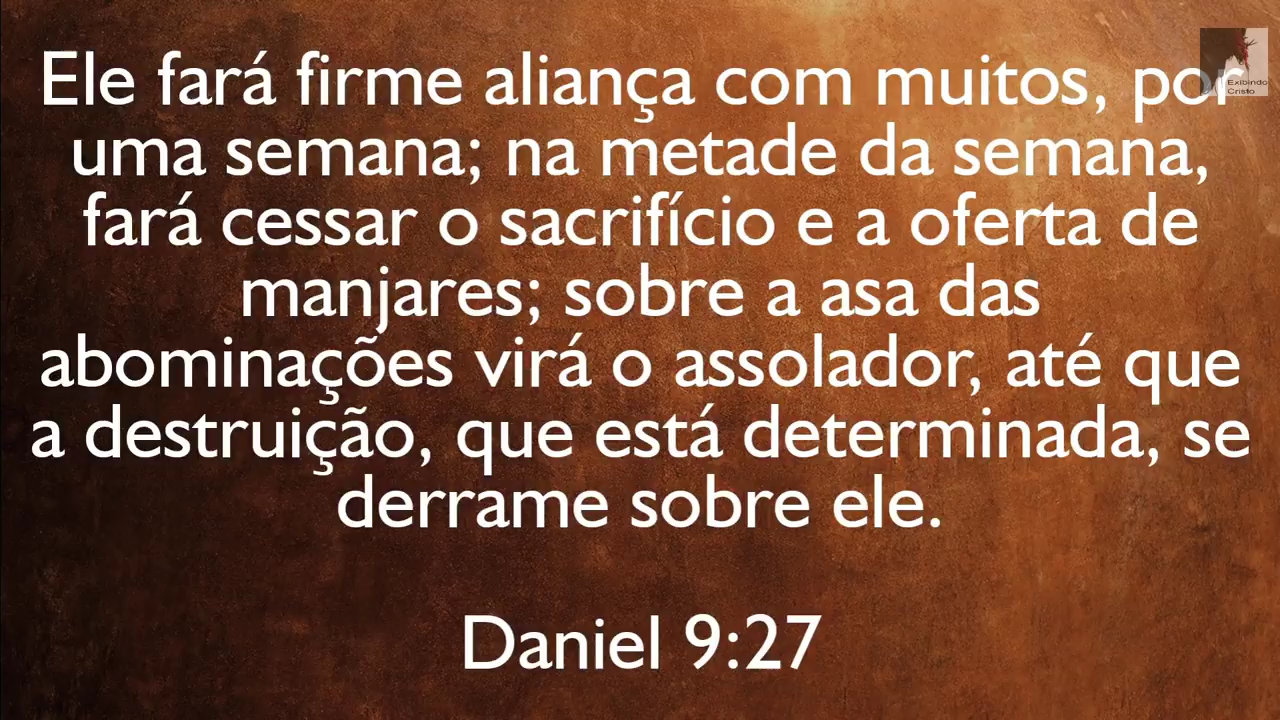 Ele fará firme aliança com muitos, por
uma semana; na metade da semana,
fará cessar o sacrifício e a oferta de
manjares; sobre a asa das
abominações virá o assolador, até que
a destruição, que está determinada, se
derrame sobre ele.
Daniel 9:27
Exibindo
Cristo